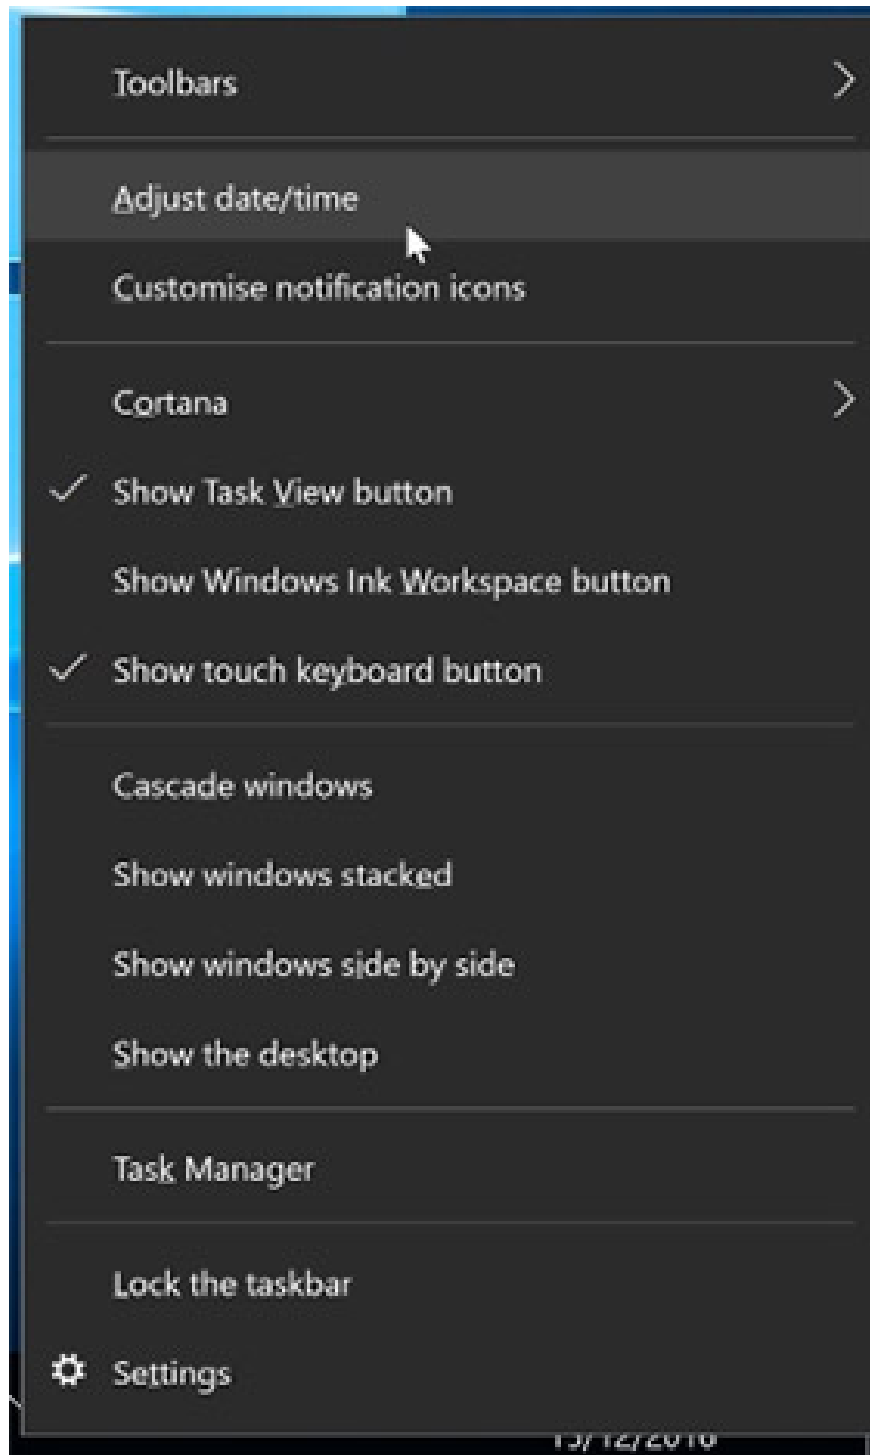 Toolbars
Adjust date/time
Customise notification icons
Cortana
Show Task View button
Show Windows Ink Workspace button
Show touch keyboard button
Cascade windows
Show windows stacked
Show windows side by side
Show the desktop
Task Manager
Lock the taskbar
Settings